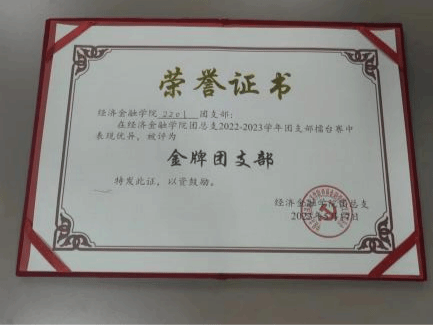 荣誉证书
经济金融学院 2201 团支部：
在经济金融学院团总支2022-2023学年团支部擂台赛中
表现优异，被评为
金牌团支部
特发此证，以资鼓励。
经济金融学院团总支